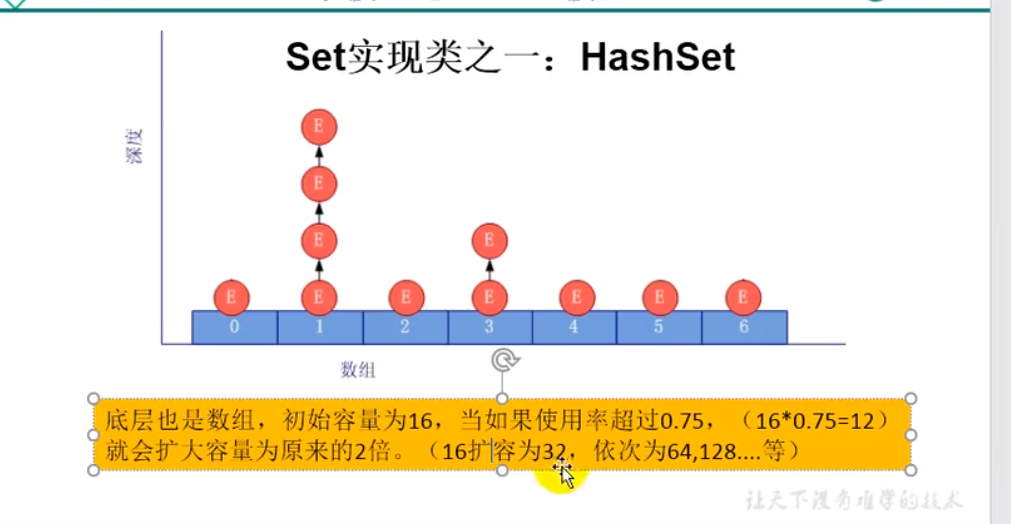 Set实现类之一：HashSet
深度
E
E
E
E
E
E
E
E
E
E
E
0
1
2
3
4
5
6
数组
底层也是数组，初始容量为16，当如果使用率超过0.75，（16*0.75=12）
就会扩大容量为原来的2倍。（16扩容为32，依次为64,128....等）
让天下没有难学的技术